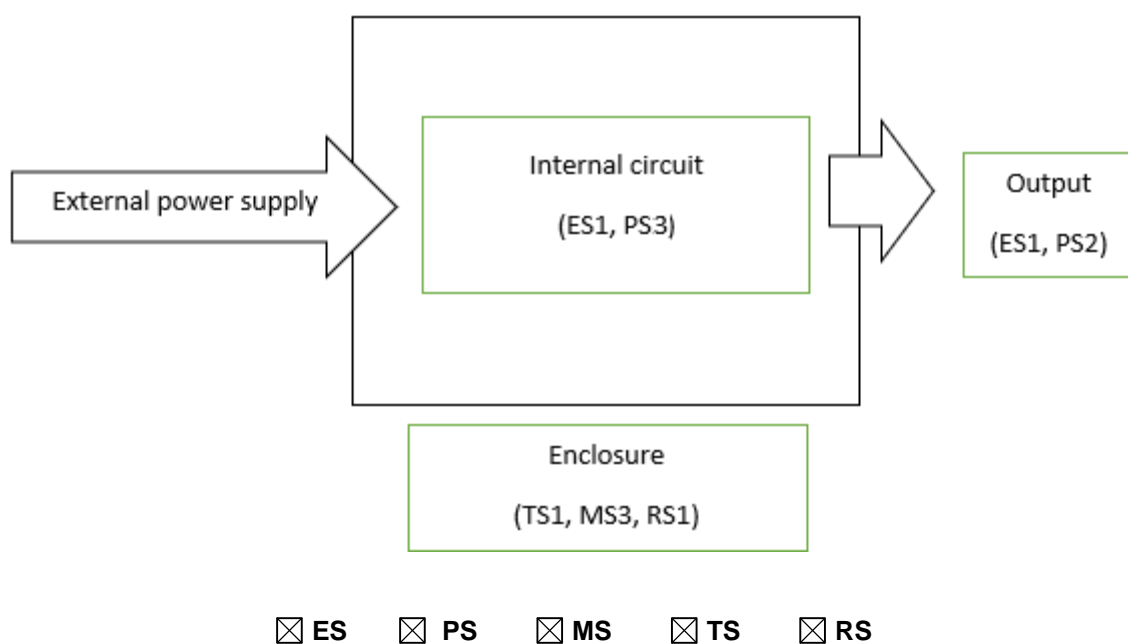 External power supply
Internal circuit
(ES1, PS3)
Output
(ES1, PS2)
Enclosure
(TS1, MS3, RS1)
☒ ES ☒ PS ☒ MS ☒ TS ☒ RS